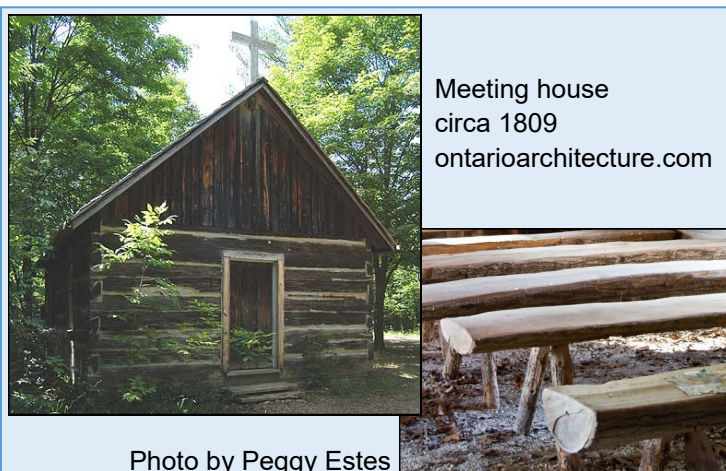 Meeting house
circa 1809
ontarioarchitecture.com
Photo by Peggy Estes